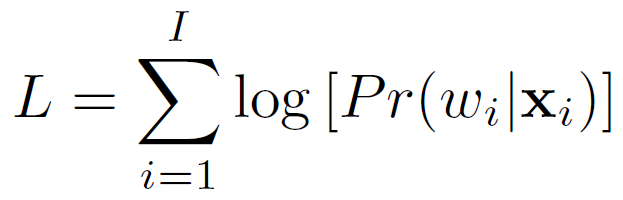 L = \sum_{i=1}^{I} \log \left[ Pr(w_i | \mathbf{x}_i) \right]